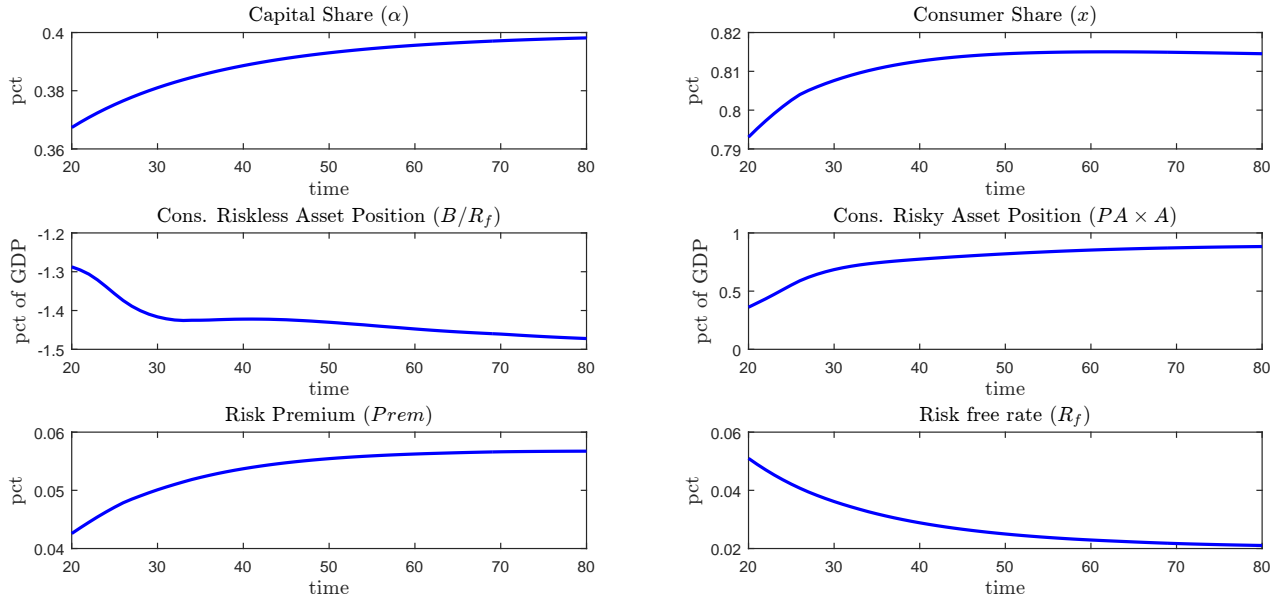 Capital Share (α)
0.4
0.38
0.36
pct
20 30 40 50 60 70 80
time
Consumer Share (x)
0.82
0.81
0.8
0.79
pct
20 30 40 50 60 70 80
time
Cons. Riskless Asset Position (B/R_f)
-1.2
-1.3
-1.4
-1.5
pct of GDP
20 30 40 50 60 70 80
time
Cons. Risky Asset Position (PA × A)
1
0.5
0
pct of GDP
20 30 40 50 60 70 80
time
Risk Premium (Prem)
0.06
0.05
0.04
pct
20 30 40 50 60 70 80
time
Risk free rate (R_f)
0.06
0.04
0.02
pct
20 30 40 50 60 70 80
time